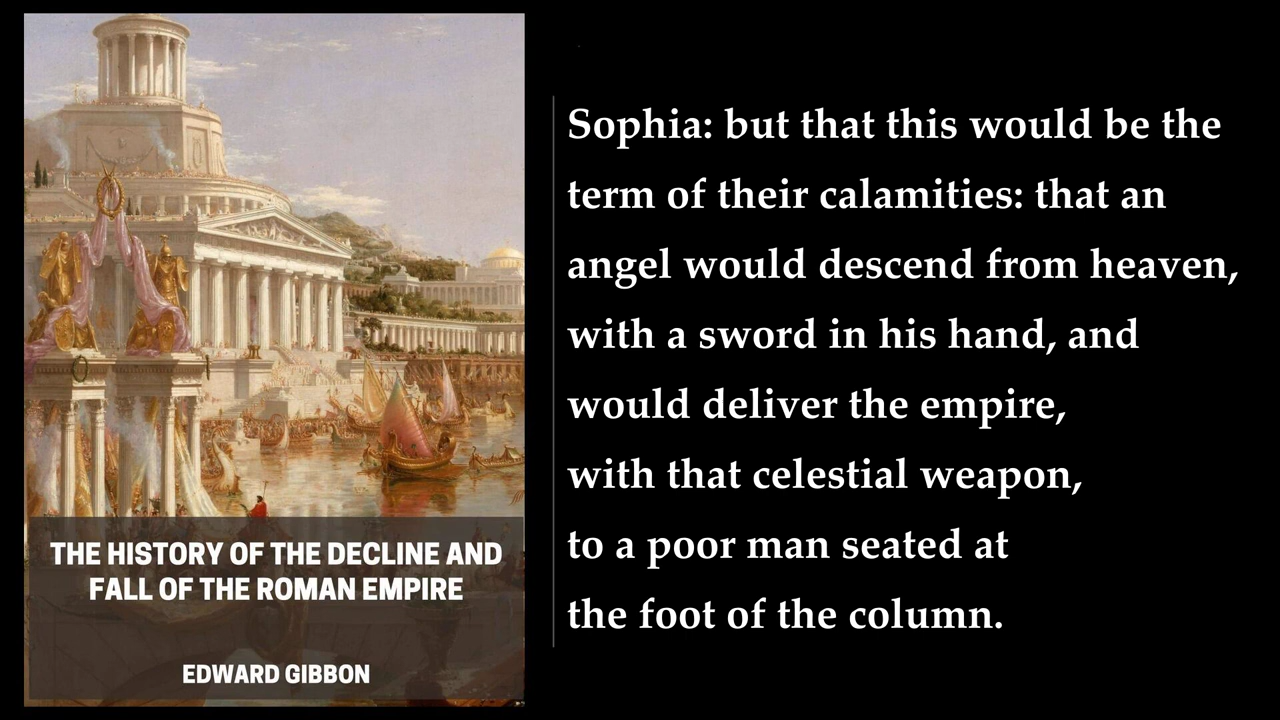 THE HISTORY OF THE DECLINE AND
FALL OF THE ROMAN EMPIRE
EDWARD GIBBON
Sophia: but that this would be the
term of their calamities: that an
angel would descend from heaven,
with a sword in his hand, and
would deliver the empire,
with that celestial weapon,
to a poor man seated at
the foot of the column.